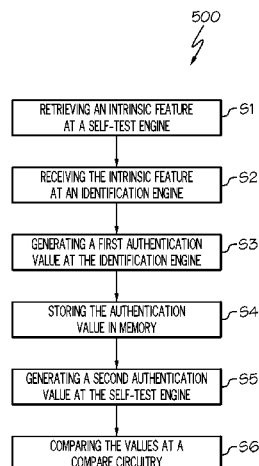 500
RETRIEVING AN INTRINSIC FEATURE
AT A SELF-TEST ENGINE
S1
RECEIVING THE INTRINSIC FEATURE
AT AN IDENTIFICATION ENGINE
S2
GENERATING A FIRST AUTHENTICATION
VALUE AT THE IDENTIFICATION ENGINE
S3
STORING THE AUTHENTICATION
VALUE IN MEMORY
S4
GENERATING A SECOND AUTHENTICATION
VALUE AT THE SELF-TEST ENGINE
S5
COMPARING THE VALUES AT A
COMPARE CIRCUITRY
S6